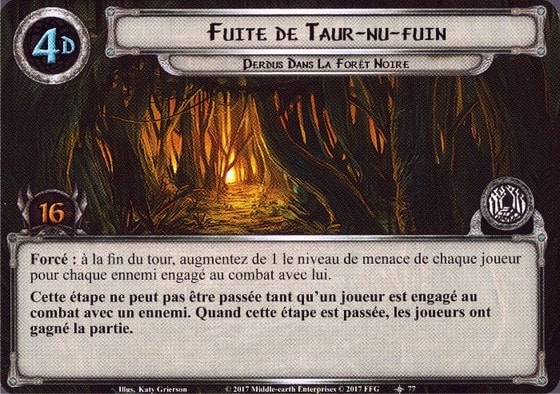 4D
FUITE DE TAUR-NU-FUIN
PERDUS DANS LA FORÊT NOIRE
16
Forcé : à la fin du tour, augmentez de 1 le niveau de menace de chaque joueur
pour chaque ennemi engagé au combat avec lui.
Cette étape ne peut pas être passée tant qu'un joueur est engagé au
combat avec un ennemi. Quand cette étape est passée, les joueurs ont
gagné la partie.
Illus. Katy Grierson © 2017 Middle-earth Enterprises © 2017 FFG 77